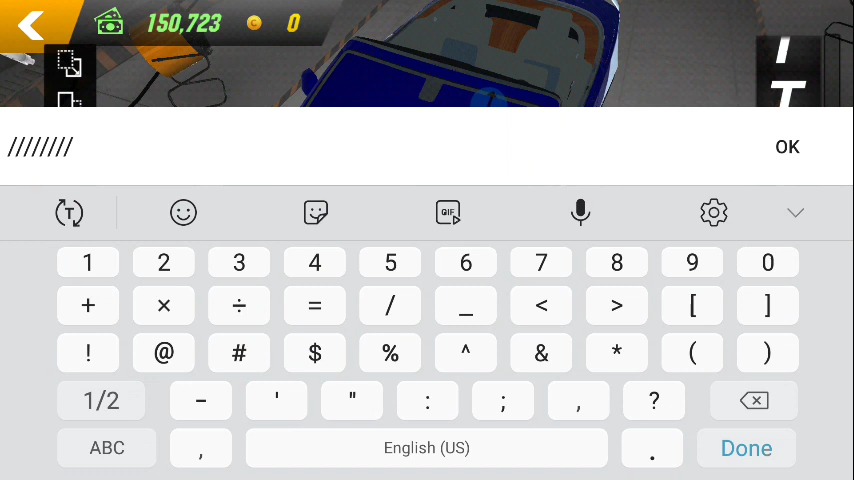 150,723 C 0
T
////////
OK
T GIF
1 2 3 4 5 6 7 8 9 0
+ × ÷ = / _ < > [ ]
! @ # $ % ^ & * ( )
1/2 - ' " : ; , ?
ABC , English (US) . Done